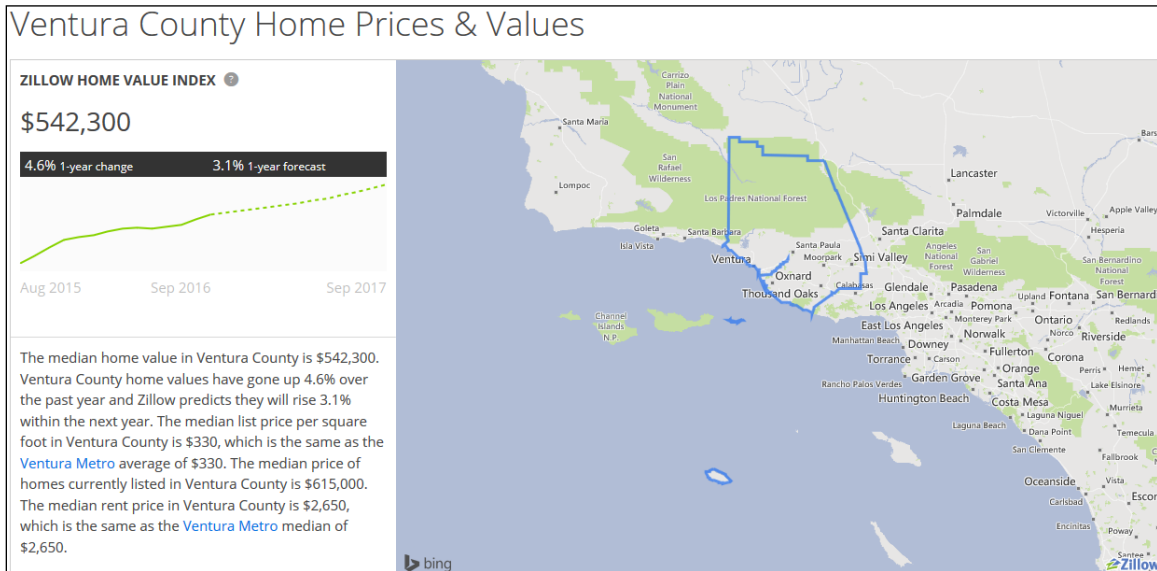 Ventura County Home Prices & Values
ZILLOW HOME VALUE INDEX ?
$542,300
4.6% 1-year change 3.1% 1-year forecast
Aug 2015 Sep 2016 Sep 2017
The median home value in Ventura County is $542,300.
Ventura County home values have gone up 4.6% over
the past year and Zillow predicts they will rise 3.1%
within the next year. The median list price per square
foot in Ventura County is $330, which is the same as the
Ventura Metro average of $330. The median price of
homes currently listed in Ventura County is $615,000.
The median rent price in Ventura County is $2,650,
which is the same as the Ventura Metro median of
$2,650.
Carrizo
Plain
National
Monument
Santa Maria
Bars
San
Rafael
Wilderness
Lancaster
Lompoc
Los Padres National Forest
Palmdale
Victorville
Apple Valley
Hesperia
Goleta
Santa Barbara
Isla Vista
Santa Clarita
Santa Paula
Moorpark
Simi Valley
Ventura
Angeles
National
Forest
San
Gabriel
Wilderness
San Bernardino
National
Forest
Oxnard
Thousand Oaks
Calabasas
Glendale
Pasadena
Upland
Fontana
San Bernard
Los Angeles
Arcadia
Pomona
Channel
Islands
N.P.
Monterey Park
Ontario
Redlands
East Los Angeles
Norwalk
Norco
Riverside
Manhattan Beach
Downey
Fullerton
Corona
Torrance
Carson
Orange
Perris
Hemet
Rancho Palos Verdes
Garden Grove
Santa Ana
Lake Elsinore
Huntington Beach
Costa Mesa
Murrieta
Laguna Niguel
Laguna Beach
Dana Point
Temecula
San Clemente
Fallbrook
Oceanside
Vista
Carlsbad
Escon
Encinitas
Poway
Santee
bing
Zillow